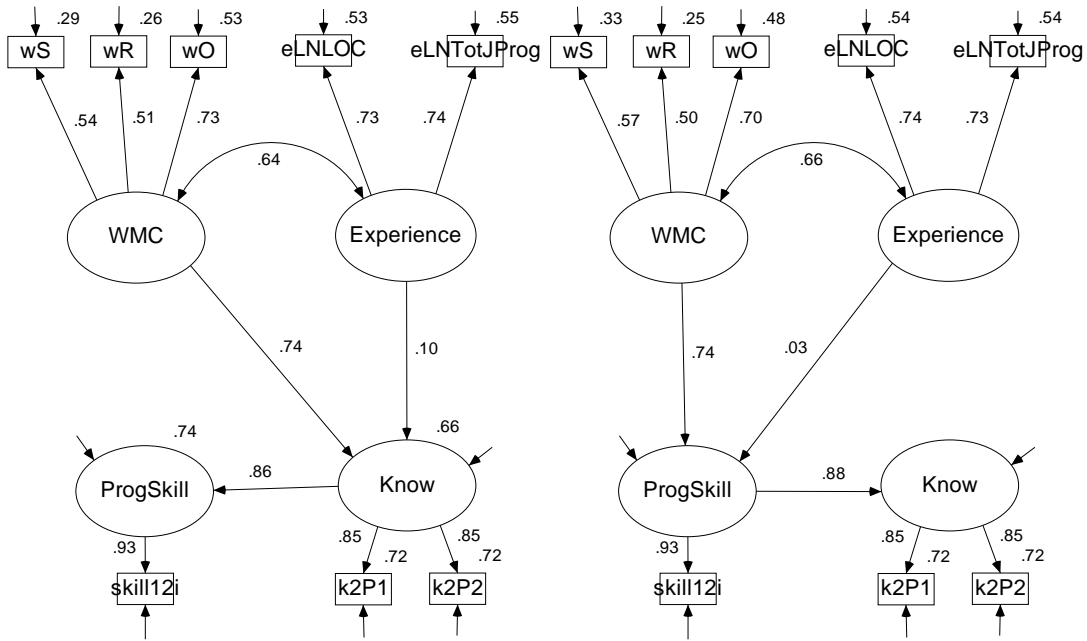 .29 .26 .53 .53 .55 .33 .25 .48 .54 .54
wS wR wO eLNLOC eLNTotJProg wS wR wO eLNLOC eLNTotJProg
.54 .51 .73 .73 .74 .57 .50 .70 .74 .73
.64 .66
WMC Experience WMC Experience
.74 .10 .74 .03
.74 .66
ProgSkill .86 Know ProgSkill .88 Know
.93 .85 .85 .93 .85 .85
.72 .72 .72 .72
skill12i k2P1 k2P2 skill12i k2P1 k2P2